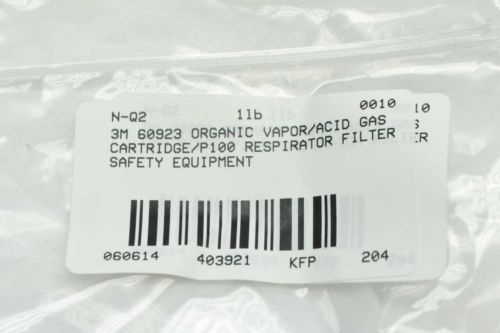 N-Q2 1lb 0010
3M 60923 ORGANIC VAPOR/ACID GAS
CARTRIDGE/P100 RESPIRATOR FILTER
SAFETY EQUIPMENT
060614 403921 KFP 204